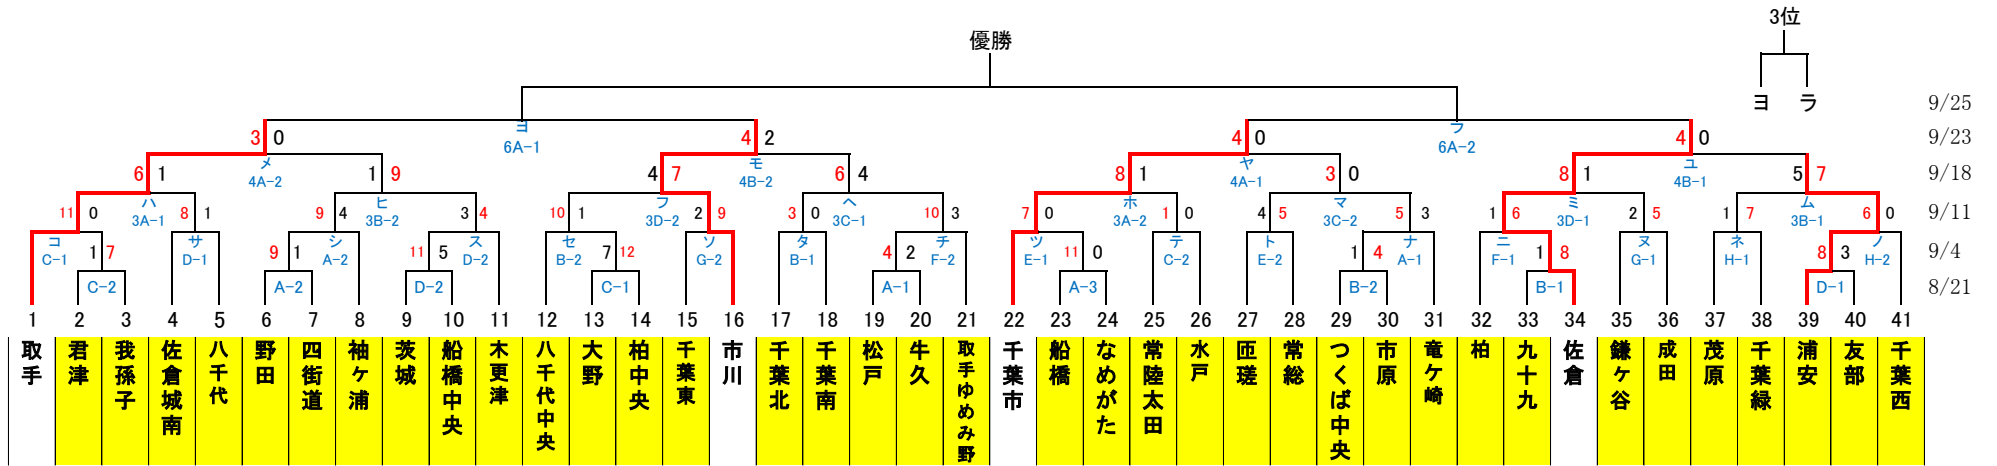 3位
優勝
ヨ ラ 9/25
3 0 ヨ 4 2 4 0 フ 4 0 9/23
6A-1 6A-2
6 1 メ 1 9 4 7 モ 6 4 8 1 ヤ 3 0 8 1 ユ 5 7 9/18
4A-2 4B-2 4A-1 4B-1
11 0 ハ 8 1 9 4 ヒ 3 4 10 1 フ 2 9 3 0 ヘ 10 3 7 0 ホ 1 0 4 5 マ 5 3 1 6 ミ 2 5 1 7 ム 6 0 9/11
3A-1 3B-2 3D-2 3C-1 3A-2 3C-2 3D-1 3B-1
コ 1 7 サ 9 1 シ 11 5 ス セ 7 12 ソ タ 4 2 チ ツ 11 0 テ ト 1 4 ナ ニ 1 8 ヌ ネ 8 3 ノ 9/4
C-1 D-1 A-2 D-2 B-2 G-2 B-1 F-2 E-1 C-2 E-2 A-1 F-1 G-1 H-1 H-2
C-2 A-2 D-2 C-1 A-1 A-3 B-2 B-1 D-1 8/21
1 2 3 4 5 6 7 8 9 10 11 12 13 14 15 16 17 18 19 20 21 22 23 24 25 26 27 28 29 30 31 32 33 34 35 36 37 38 39 40 41
取手
君津
我孫子
佐倉城南
八千代
野田
四街道
袖ヶ浦
茨城
船橋中央
木更津
八千代中央
大野
柏中央
千葉東
市川
千葉北
千葉南
松戸
牛久
取手ゆめみ野
千葉市
船橋
なめがた
常陸太田
水戸
匝瑳
常総
つくば中央
市原
竜ケ崎
柏
九十九
佐倉
鎌ヶ谷
成田
茂原
千葉緑
浦安
友部
千葉西